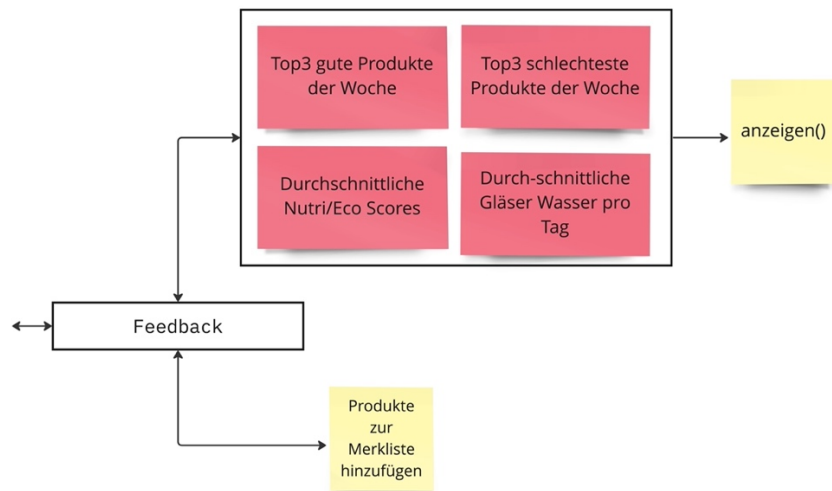 Top3 gute Produkte
der Woche
Top3 schlechteste
Produkte der Woche
anzeigen()
Durchschnittliche
Nutri/Eco Scores
Durch-schnittliche
Gläser Wasser pro
Tag
Feedback
Produkte
zur
Merkliste
hinzufügen